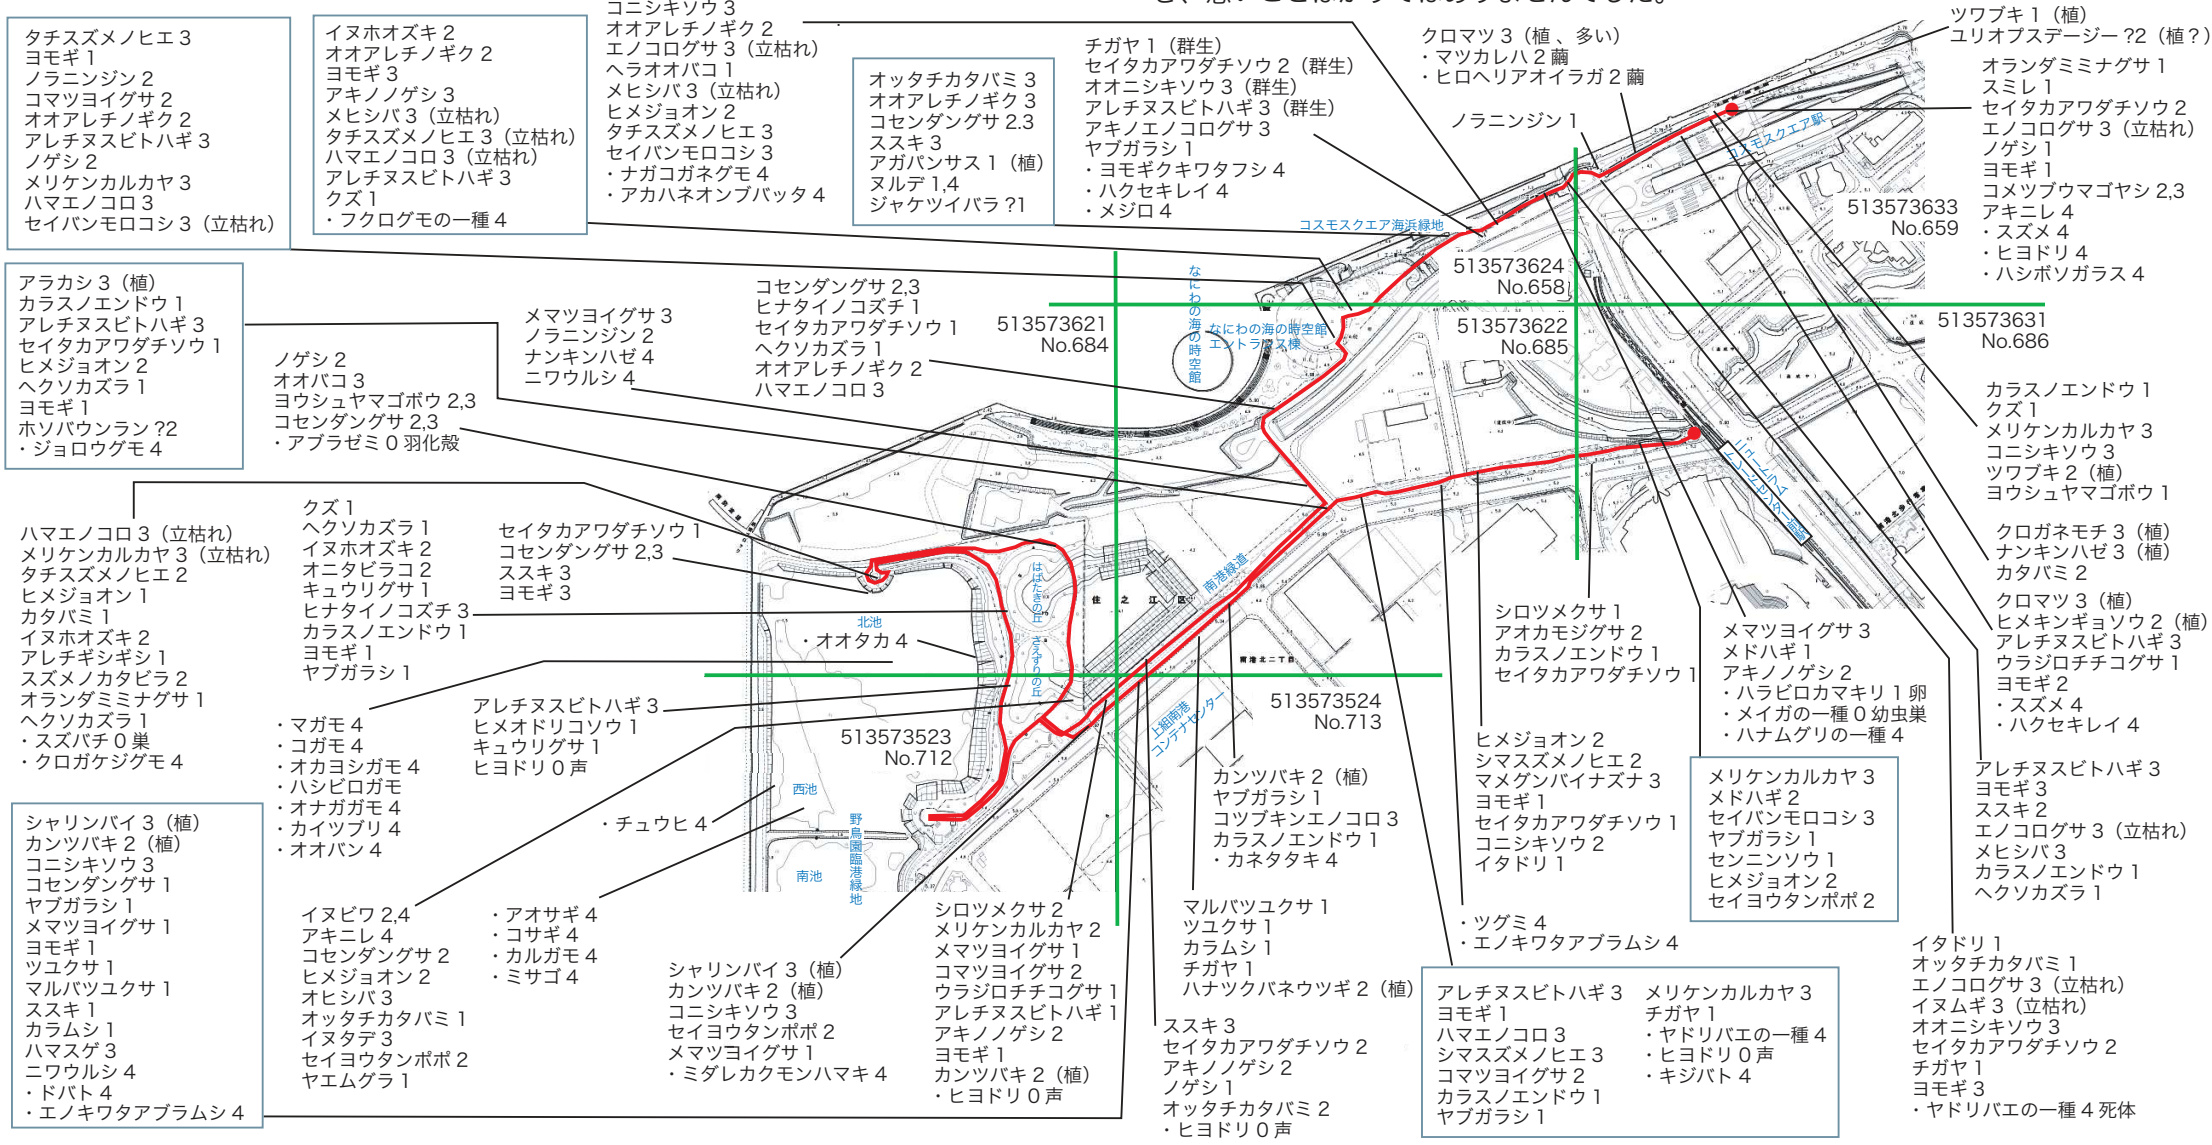 タチスズメノヒエ 3
ヨモギ 1
ノラニンジン 2
コマツヨイグサ 2
オオアレチノギク 2
アレチヌスビトハギ 3
ノゲシ 2
メリケンカルカヤ 3
ハマエノコロ 3
セイバンモロコシ 3（立枯れ）
イヌホオズキ 2
オオアレチノギク 2
ヨモギ 3
アキノノゲシ 3
メヒシバ 3（立枯れ）
タチスズメノヒエ 3（立枯れ）
ハマエノコロ 3（立枯れ）
アレチヌスビトハギ 3
クズ 1
・フクログモの一種 4
コニシキソウ 3
オオアレチノギク 2
エノコログサ 3（立枯れ）
ヘラオオバコ 1
メヒシバ 3（立枯れ）
ヒメジョオン 2
タチスズメノヒエ 3
セイバンモロコシ 3
・ナガコガネグモ 4
・アカハネオンブバッタ 4
オッタチカタバミ 3
オオアレチノギク 3
コセンダングサ 2.3
ススキ 3
アガパンサス 1（植）
ヌルデ 1,4
ジャケツイバラ ?1
チガヤ 1（群生）
セイタカアワダチソウ 2（群生）
オオニシキソウ 3（群生）
アレチヌスビトハギ 3（群生）
アキノエノコログサ 3
ヤブガラシ 1
・ヨモギクキワタフシ 4
・ハクセキレイ 4
・メジロ 4
クロマツ 3（植 、多い）
・マツカレハ 2 繭
・ヒロヘリアオイラガ 2 繭
ノラニンジン 1
ツワブキ 1（植）
ユリオプスデージー ?2（植？）
オランダミミナグサ 1
スミレ 1
セイタカアワダチソウ 2
エノコログサ 3（立枯れ）
ノゲシ 1
ヨモギ 1
コメツブウマゴヤシ 2,3
アキニレ 4
・スズメ 4
・ヒヨドリ 4
・ハシボソガラス 4
コスモスクエア駅
コスモスクエア海浜緑地
513573633
No.659
513573624
No.658
513573621
No.684
513573622
No.685
513573631
No.686
なにわの海の時空館
なにわの海の時空館
エントランス棟
アラカシ 3（植）
カラスノエンドウ 1
アレチヌスビトハギ 3
セイタカアワダチソウ 1
ヒメジョオン 2
ヘクソカズラ 1
ヨモギ 1
ホソバウンラン ?2
・ジョロウグモ 4
ノゲシ 2
オオバコ 3
ヨウシュヤマゴボウ 2,3
コセンダングサ 2,3
・アブラゼミ 0 羽化殻
メマツヨイグサ 3
ノラニンジン 2
ナンキンハゼ 4
ニワウルシ 4
コセンダングサ 2,3
ヒナタイノコズチ 1
セイタカアワダチソウ 1
ヘクソカズラ 1
オオアレチノギク 2
ハマエノコロ 3
カラスノエンドウ 1
クズ 1
メリケンカルカヤ 3
コニシキソウ 3
ツワブキ 2（植）
ヨウシュヤマゴボウ 1
クロガネモチ 3（植）
ナンキンハゼ 3（植）
カタバミ 2
クロマツ 3（植）
ヒメキンギョソウ 2（植）
アレチヌスビトハギ 3
ウラジロチチコグサ 1
ヨモギ 2
・スズメ 4
・ハクセキレイ 4
ニュートラム
トレードセンター前駅
ハマエノコロ 3（立枯れ）
メリケンカルカヤ 3（立枯れ）
タチスズメノヒエ 2
ヒメジョオン 1
カタバミ 1
イヌホオズキ 2
アレチギシギシ 1
スズメノカタビラ 2
オランダミミナグサ 1
ヘクソカズラ 1
・スズバチ 0 巣
・クロガケジグモ 4
クズ 1
ヘクソカズラ 1
イヌホオズキ 2
オニタビラコ 2
キュウリグサ 1
ヒナタイノコズチ 3
カラスノエンドウ 1
ヨモギ 1
ヤブガラシ 1
セイタカアワダチソウ 1
コセンダングサ 2,3
ススキ 3
ヨモギ 3
北池
・オオタカ 4
はばたきの丘
さえずりの丘
住之江区
南港緑道
南港北二丁目
上組南港
コンテナセンター
513573524
No.713
513573523
No.712
シロツメクサ 1
アオカモジグサ 2
カラスノエンドウ 1
セイタカアワダチソウ 1
メマツヨイグサ 3
メドハギ 1
アキノノゲシ 2
・ハラビロカマキリ 1 卵
・メイガの一種 0 幼虫巣
・ハナムグリの一種 4
・マガモ 4
・コガモ 4
・オカヨシガモ 4
・ハシビロガモ
・オナガガモ 4
・カイツブリ 4
・オオバン 4
アレチヌスビトハギ 3
ヒメオドリコソウ 1
キュウリグサ 1
ヒヨドリ 0 声
・チュウヒ 4
西池
南池
野鳥園臨港緑地
カンツバキ 2（植）
ヤブガラシ 1
コツブキンエノコロ 3
カラスノエンドウ 1
・カネタタキ 4
ヒメジョオン 2
シマスズメノヒエ 2
マメグンバイナズナ 3
ヨモギ 1
セイタカアワダチソウ 1
コニシキソウ 2
イタドリ 1
メリケンカルカヤ 3
メドハギ 2
セイバンモロコシ 3
ヤブガラシ 1
センニンソウ 1
ヒメジョオン 2
セイヨウタンポポ 2
アレチヌスビトハギ 3
ヨモギ 3
ススキ 2
エノコログサ 3（立枯れ）
メヒシバ 3
カラスノエンドウ 1
ヘクソカズラ 1
シャリンバイ 3（植）
カンツバキ 2（植）
コニシキソウ 3
コセンダングサ 1
ヤブガラシ 1
メマツヨイグサ 1
ヨモギ 1
ツユクサ 1
マルバツユクサ 1
ススキ 1
カラムシ 1
ハマスゲ 3
ニワウルシ 4
・ドバト 4
・エノキワタアブラムシ 4
イヌビワ 2,4
アキニレ 4
コセンダングサ 2
ヒメジョオン 2
オヒシバ 3
オッタチカタバミ 1
イヌタデ 3
セイヨウタンポポ 2
ヤエムグラ 1
・アオサギ 4
・コサギ 4
・カルガモ 4
・ミサゴ 4
シャリンバイ 3（植）
カンツバキ 2（植）
コニシキソウ 3
セイヨウタンポポ 2
メマツヨイグサ 1
・ミダレカクモンハマキ 4
シロツメクサ 2
メリケンカルカヤ 2
メマツヨイグサ 1
コマツヨイグサ 2
ウラジロチチコグサ 1
アレチヌスビトハギ 1
アキノノゲシ 2
ヨモギ 1
カンツバキ 2（植）
・ヒヨドリ 0 声
マルバツユクサ 1
ツユクサ 1
カラムシ 1
チガヤ 1
ハナツクバネウツギ 2（植）
ススキ 3
セイタカアワダチソウ 2
アキノノゲシ 2
ノゲシ 1
オッタチカタバミ 2
・ヒヨドリ 0 声
・ツグミ 4
・エノキワタアブラムシ 4
アレチヌスビトハギ 3
ヨモギ 1
ハマエノコロ 3
シマスズメノヒエ 3
コマツヨイグサ 2
カラスノエンドウ 1
ヤブガラシ 1
メリケンカルカヤ 3
チガヤ 1
・ヤドリバエの一種 4
・ヒヨドリ 0 声
・キジバト 4
イタドリ 1
オッタチカタバミ 1
エノコログサ 3（立枯れ）
イヌムギ 3（立枯れ）
オオニシキソウ 3
セイタカアワダチソウ 2
チガヤ 1
ヨモギ 3
・ヤドリバエの一種 4 死体